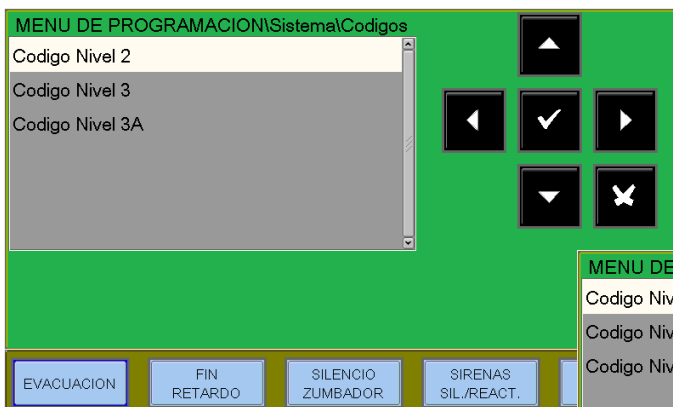 MENU DE PROGRAMACION\Sistema\Codigos
Codigo Nivel 2
Codigo Nivel 3
Codigo Nivel 3A
MENU DE
Codigo Niv
Codigo Niv
Codigo Niv
EVACUACION
FIN
RETARDO
SILENCIO
ZUMBADOR
SIRENAS
SIL./REACT.